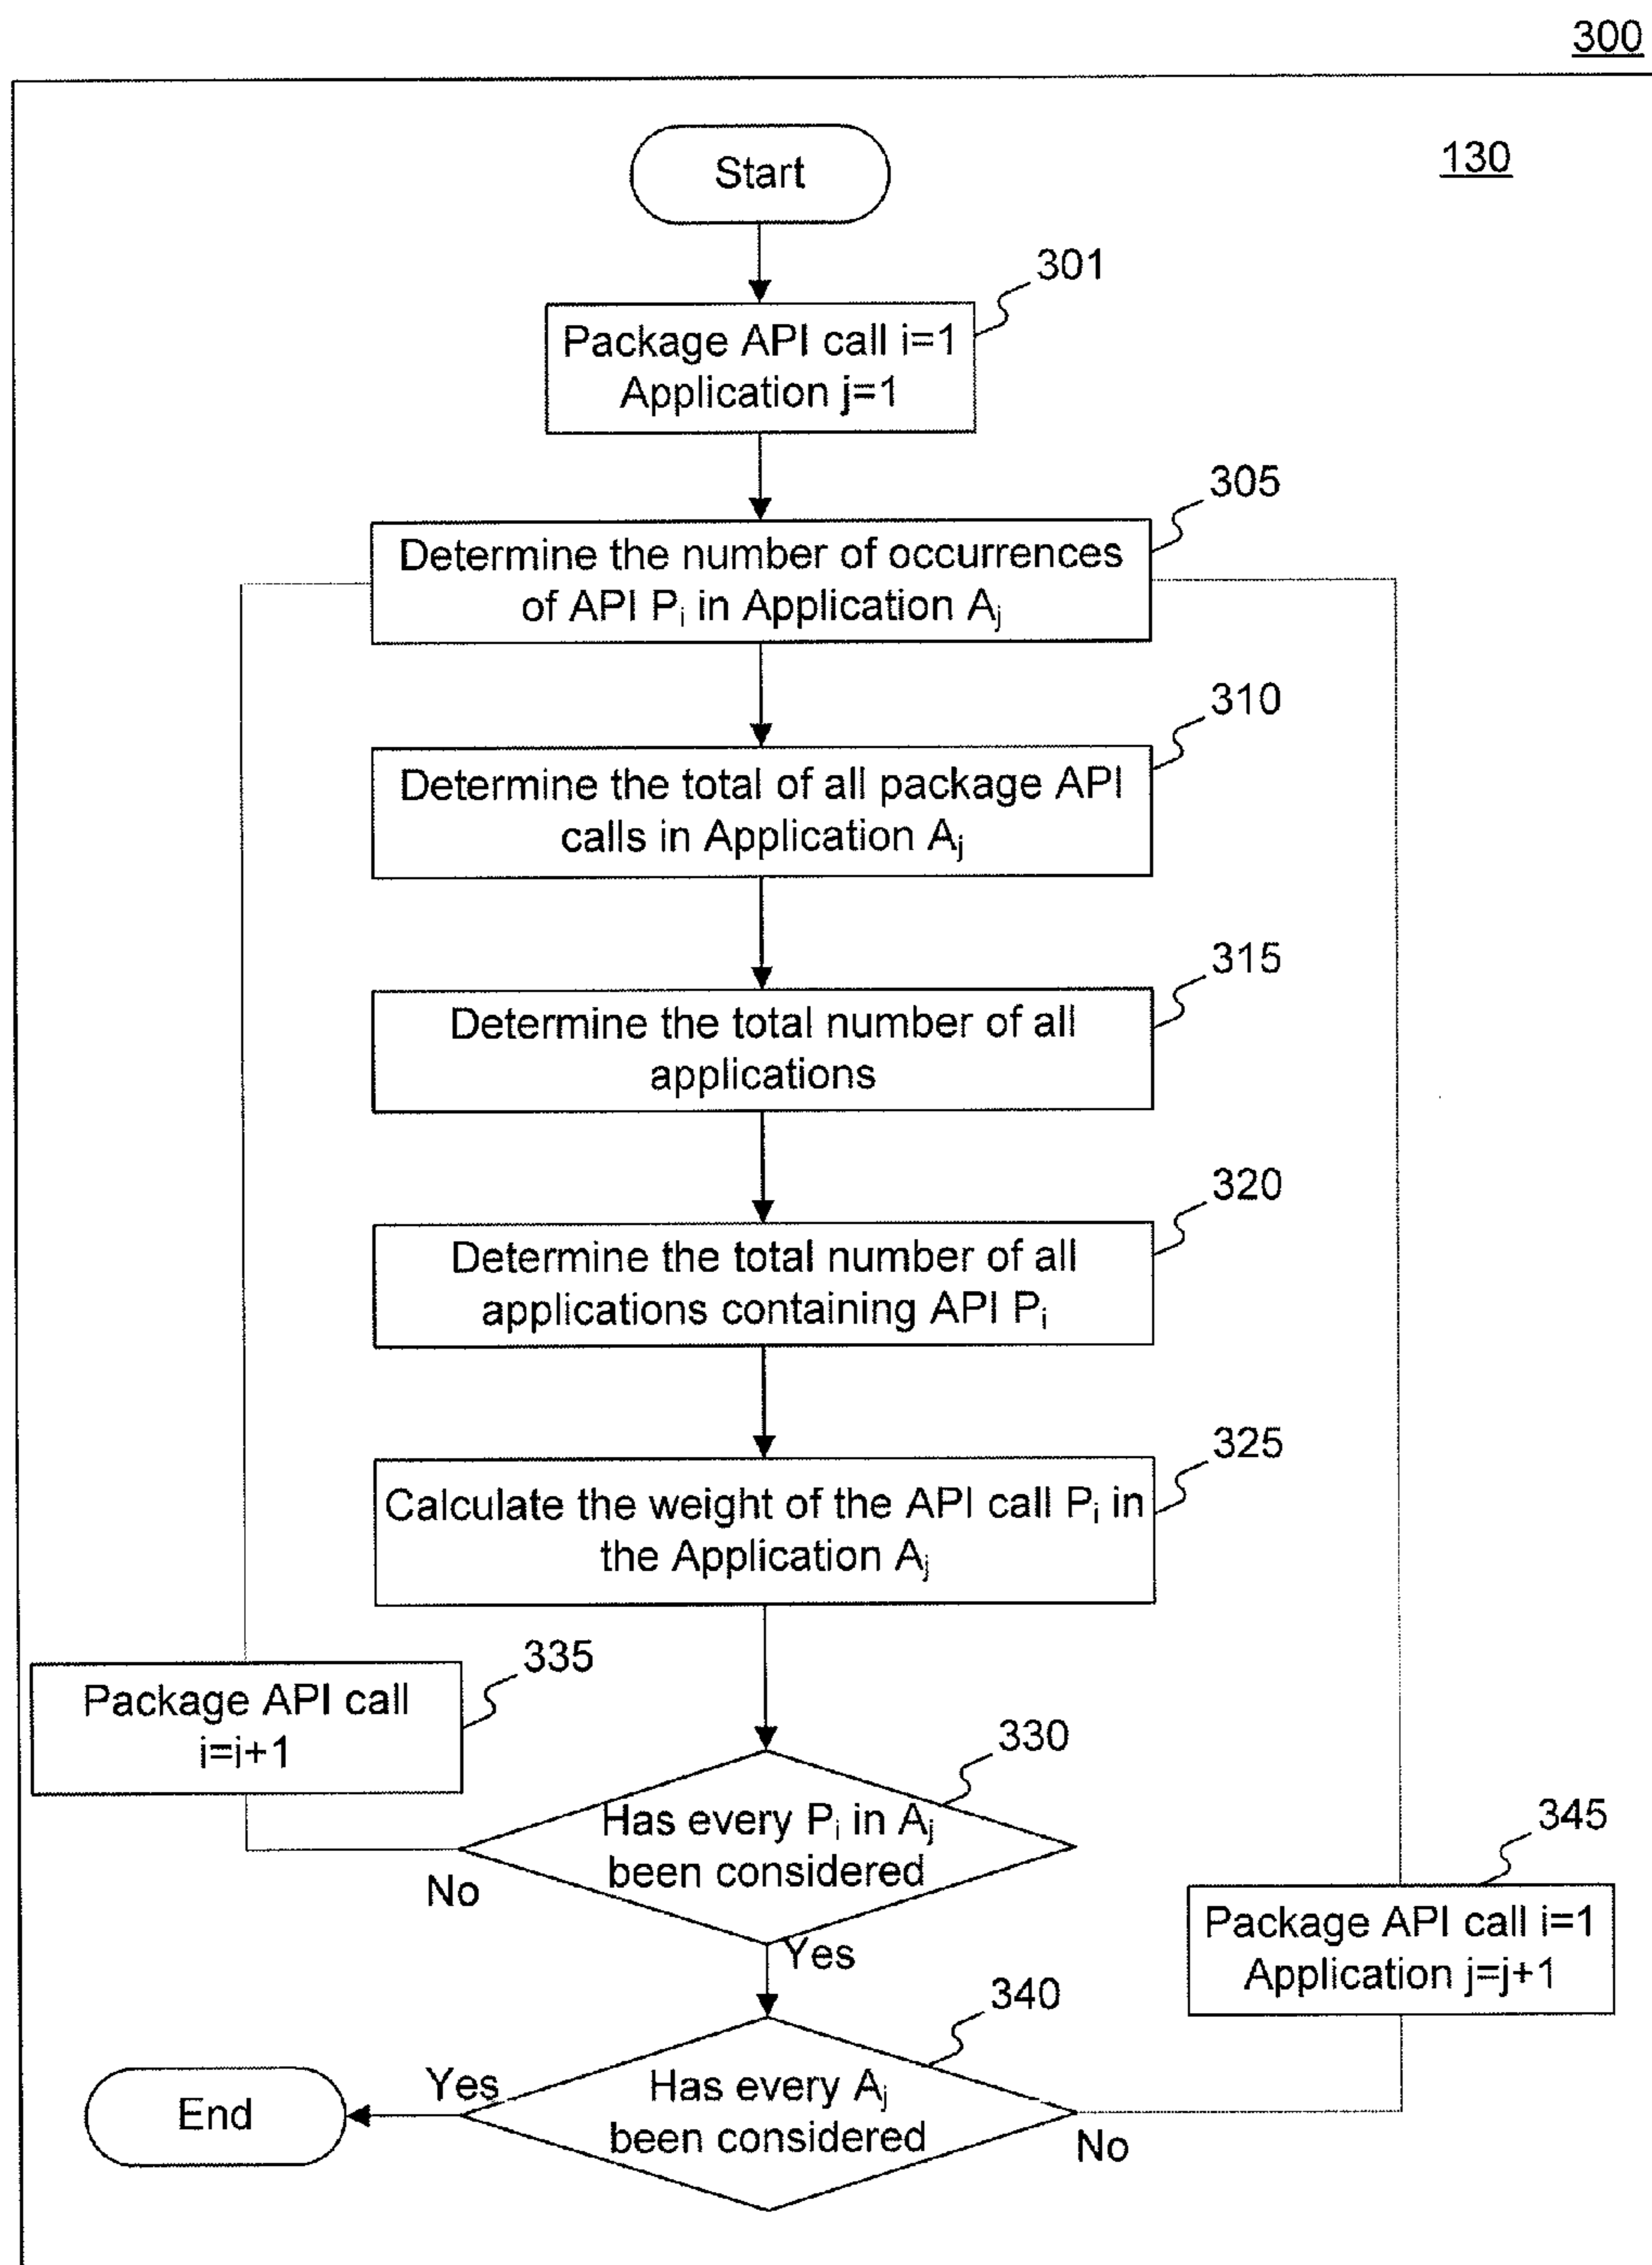 300
130
Start
301
Package API call i=1
Application j=1
305
Determine the number of occurrences
of API Pi in Application Aj
310
Determine the total of all package API
calls in Application Aj
315
Determine the total number of all
applications
320
Determine the total number of all
applications containing API Pi
325
Calculate the weight of the API call Pi in
the Application Aj
335
Package API call
i=i+1
330
Has every Pi in Aj
been considered
No
Yes
345
Package API call i=1
Application j=j+1
340
Has every Aj
been considered
Yes
No
End